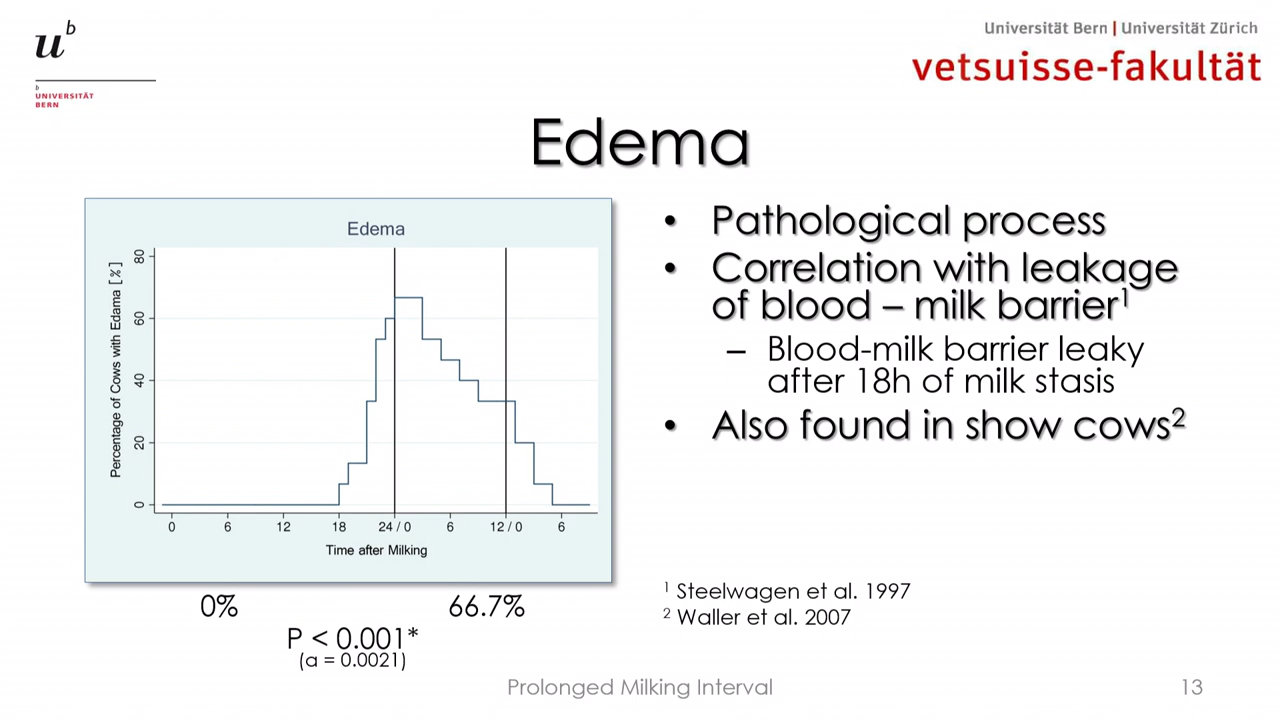 u
b
b
UNIVERSITÄT
BERN
Universität Bern | Universität Zürich
vetsuisse-fakultät
Edema
Edema
Percentage of Cows with Edama [%]
80
60
40
20
0
0 6 12 18 24 / 0 6 12 / 0 6
Time after Milking
0% 66.7%
P < 0.001*
(α = 0.0021)
• Pathological process
• Correlation with leakage
of blood – milk barrier1
– Blood-milk barrier leaky
after 18h of milk stasis
• Also found in show cows2
1 Steelwagen et al. 1997
2 Waller et al. 2007
Prolonged Milking Interval
13